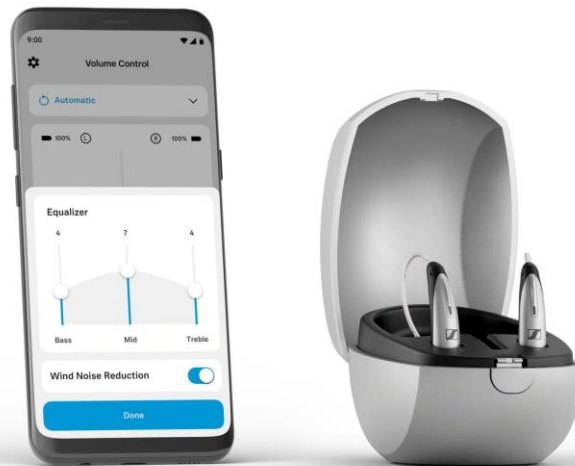 9:00
Volume Control
Automatic
100% L R 100%
Equalizer
4 7 4
Bass Mid Treble
Wind Noise Reduction
Done